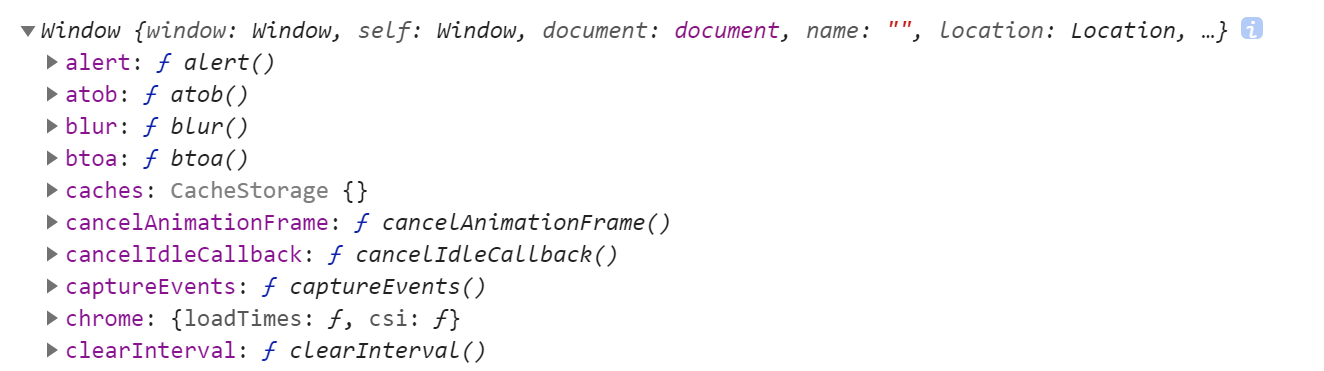 ▼Window {window: Window, self: Window, document: document, name: "", location: Location, …} i
▶alert: ƒ alert()
▶atob: ƒ atob()
▶blur: ƒ blur()
▶btoa: ƒ btoa()
▶caches: CacheStorage {}
▶cancelAnimationFrame: ƒ cancelAnimationFrame()
▶cancelIdleCallback: ƒ cancelIdleCallback()
▶captureEvents: ƒ captureEvents()
▶chrome: {loadTimes: ƒ, csi: ƒ}
▶clearInterval: ƒ clearInterval()